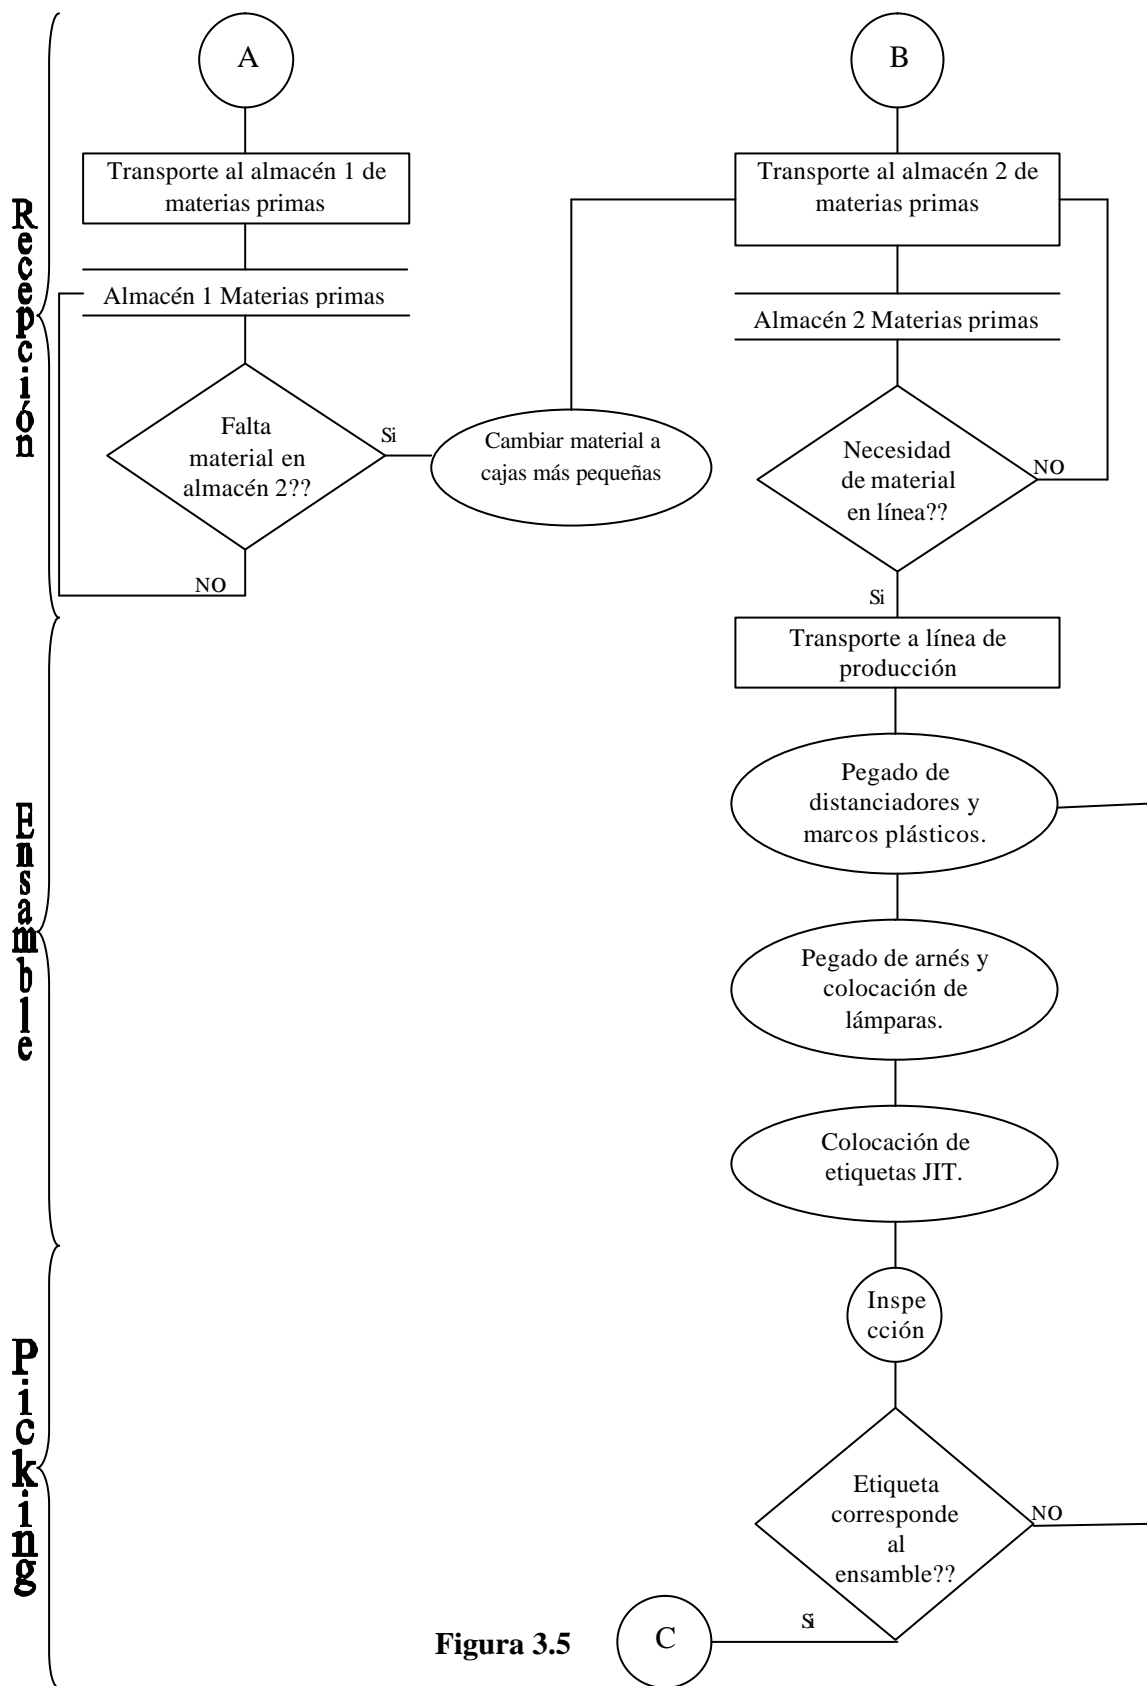 A
B
Transporte al almacén 1 de
materias primas
Transporte al almacén 2 de
materias primas
Recepción
Almacén 1 Materias primas
Almacén 2 Materias primas
Falta
material en
almacén 2??
Si
NO
Cambiar material a
cajas más pequeñas
Necesidad
de material
en línea??
NO
Si
Transporte a línea de
producción
Ensamble
Pegado de
distanciadores y
marcos plásticos.
Pegado de arnés y
colocación de
lámparas.
Colocación de
etiquetas JIT.
Picking
Inspe
cción
Etiqueta
corresponde
al
ensamble??
NO
Si
C
Figura 3.5